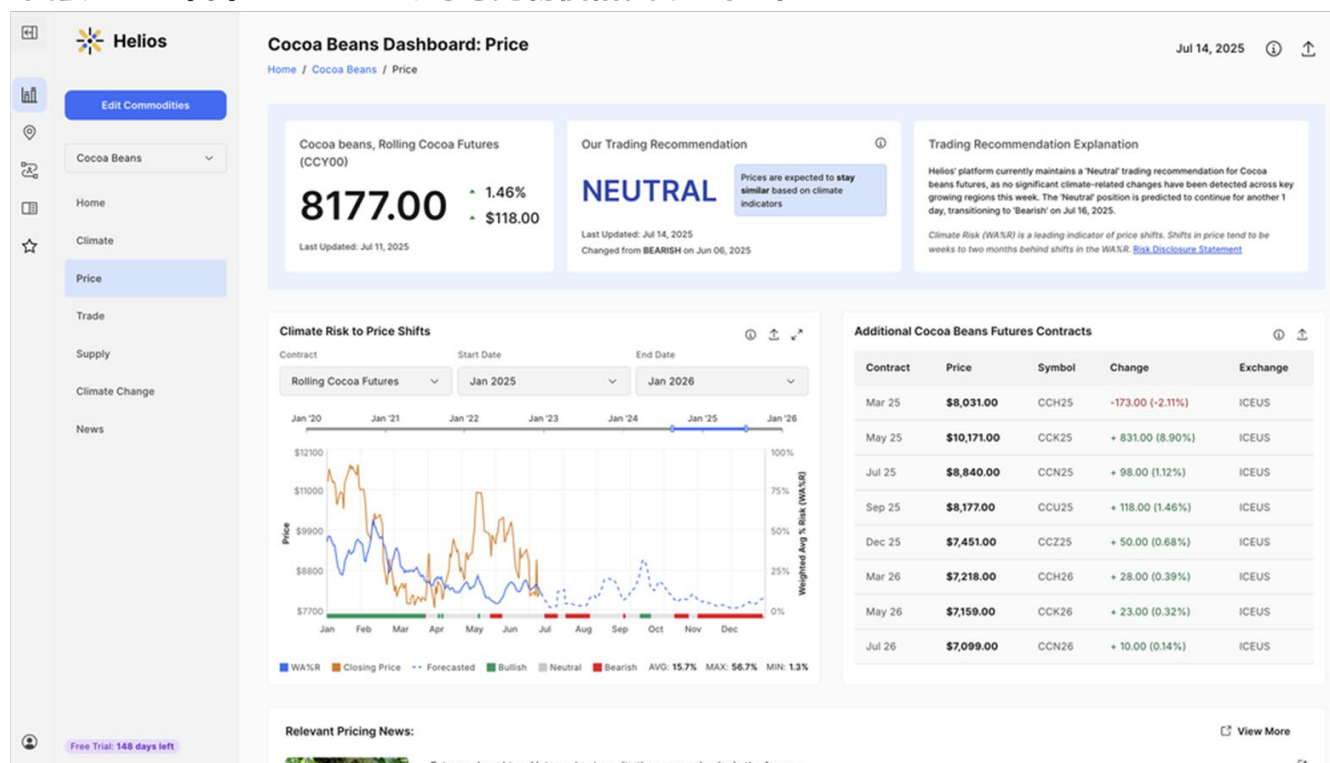 Helios
Edit Commodities
Cocoa Beans
Home
Climate
Price
Trade
Supply
Climate Change
News
Free Trial: 148 days left
Cocoa Beans Dashboard: Price
Home / Cocoa Beans / Price
Jul 14, 2025
Cocoa beans, Rolling Cocoa Futures
(CCY00)
8177.00
1.46%
$118.00
Last Updated: Jul 11, 2025
Our Trading Recommendation
NEUTRAL
Prices are expected to stay
similar based on climate
indicators
Last Updated: Jul 14, 2025
Changed from BEARISH on Jun 06, 2025
Trading Recommendation Explanation
Helios' platform currently maintains a 'Neutral' trading recommendation for Cocoa
beans futures, as no significant climate-related changes have been detected across key
growing regions this week. The 'Neutral' position is predicted to continue for another 1
day, transitioning to 'Bearish' on Jul 16, 2025.
Climate Risk (WA%R) is a leading indicator of price shifts. Shifts in price tend to be
weeks to two months behind shifts in the WA%R. Risk Disclosure Statement
Climate Risk to Price Shifts
Contract Start Date End Date
Rolling Cocoa Futures Jan 2025 Jan 2026
Jan '20 Jan '21 Jan '22 Jan '23 Jan '24 Jan '25 Jan '26
$12100 100%
$11000 75%
$9900 50%
$8800 25%
$7700 0%
Price
Weighted Avg % Risk (WA%R)
Jan Feb Mar Apr May Jun Jul Aug Sep Oct Nov Dec
WA%R Closing Price Forecasted Bullish Neutral Bearish AVG: 15.7% MAX: 56.7% MIN: 1.3%
Additional Cocoa Beans Futures Contracts
Contract Price Symbol Change Exchange
Mar 25 $8,031.00 CCH25 -173.00 (-2.11%) ICEUS
May 25 $10,171.00 CCK25 + 831.00 (8.90%) ICEUS
Jul 25 $8,840.00 CCN25 + 98.00 (1.12%) ICEUS
Sep 25 $8,177.00 CCU25 + 118.00 (1.46%) ICEUS
Dec 25 $7,451.00 CCZ25 + 50.00 (0.68%) ICEUS
Mar 26 $7,218.00 CCH26 + 28.00 (0.39%) ICEUS
May 26 $7,159.00 CCK26 + 23.00 (0.32%) ICEUS
Jul 26 $7,099.00 CCN26 + 10.00 (0.14%) ICEUS
Relevant Pricing News:
View More